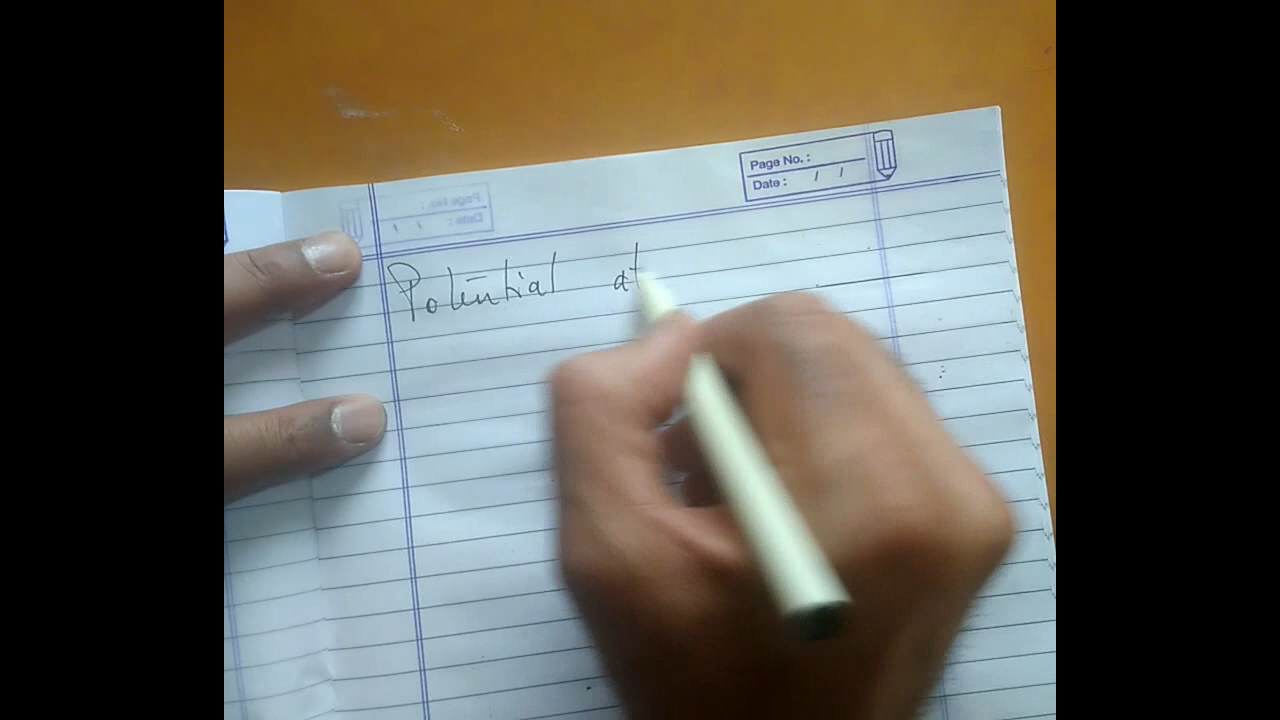 Page No. :
Date : / /
Potential at